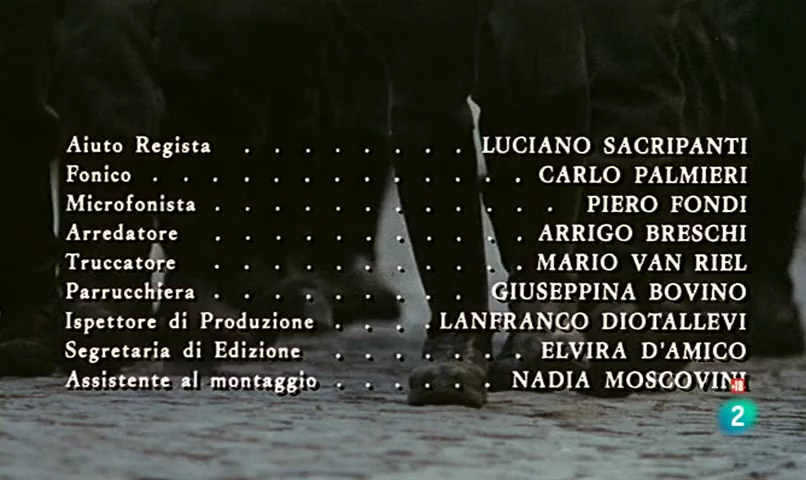 Aiuto Regista . . . . . . . . LUCIANO SACRIPANTI
Fonico . . . . . . . . . . . . . CARLO PALMIERI
Microfonista . . . . . . . . . . . . PIERO FONDI
Arredatore . . . . . . . . . . . ARRIGO BRESCHI
Truccatore . . . . . . . . . . . MARIO VAN RIEL
Parrucchiera . . . . . . . . . GIUSEPPINA BOVINO
Ispettore di Produzione . . . . LANFRANCO DIOTALLEVI
Segretaria di Edizione . . . . . . . ELVIRA D'AMICO
Assistente al montaggio . . . . . . NADIA MOSCOVINI
+18
2